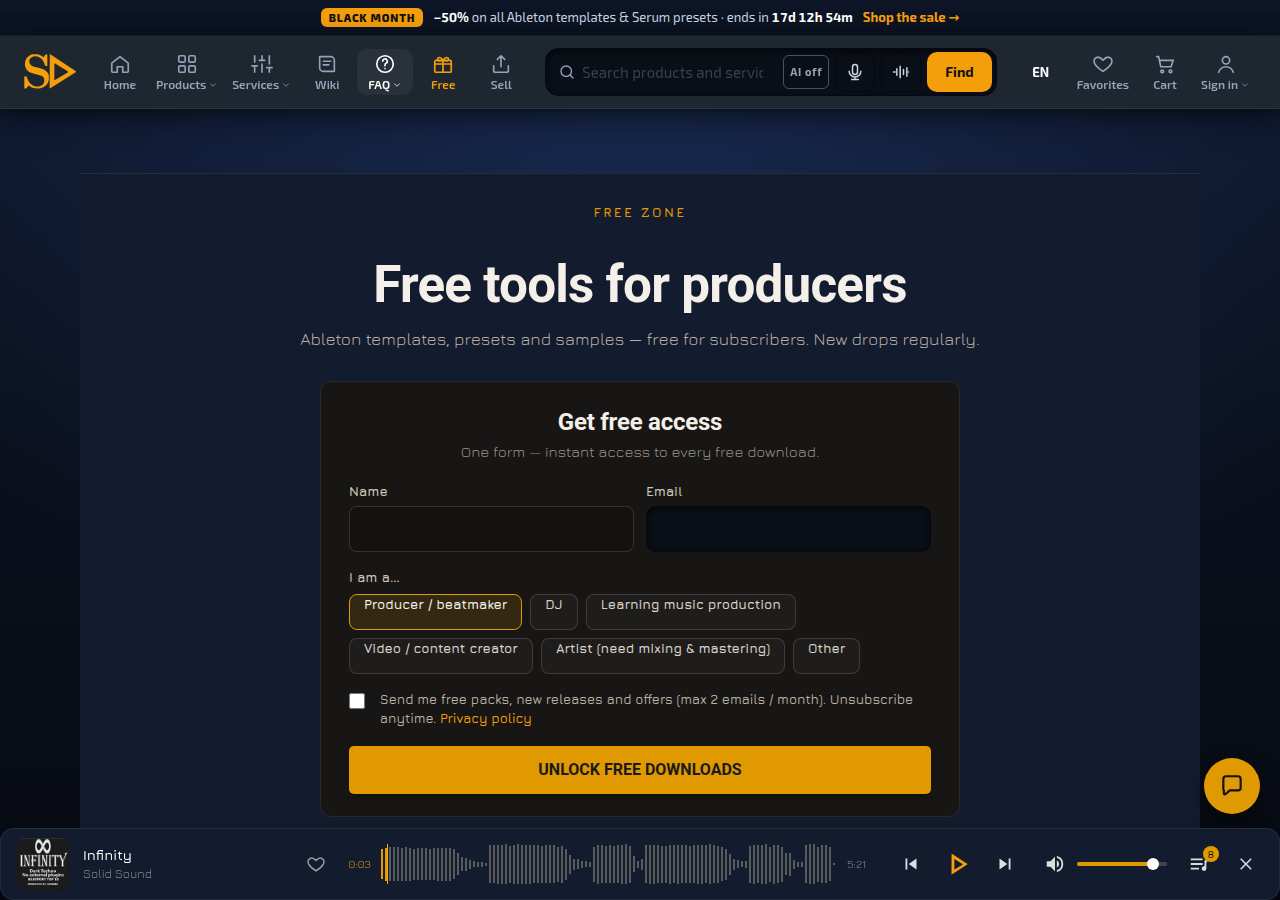 BLACK MONTH −50% on all Ableton templates & Serum presets · ends in 17d 12h 54m Shop the sale →
SD Home Products Services Wiki FAQ Free Sell Search products and servic AI off Find EN Favorites Cart Sign in
FREE ZONE
Free tools for producers
Ableton templates, presets and samples — free for subscribers. New drops regularly.
Get free access
One form — instant access to every free download.
Name Email
I am a...
Producer / beatmaker DJ Learning music production
Video / content creator Artist (need mixing & mastering) Other
Send me free packs, new releases and offers (max 2 emails / month). Unsubscribe
anytime. Privacy policy
UNLOCK FREE DOWNLOADS
INFINITY
Infinity
Solid Sound
0:03 5:21 8